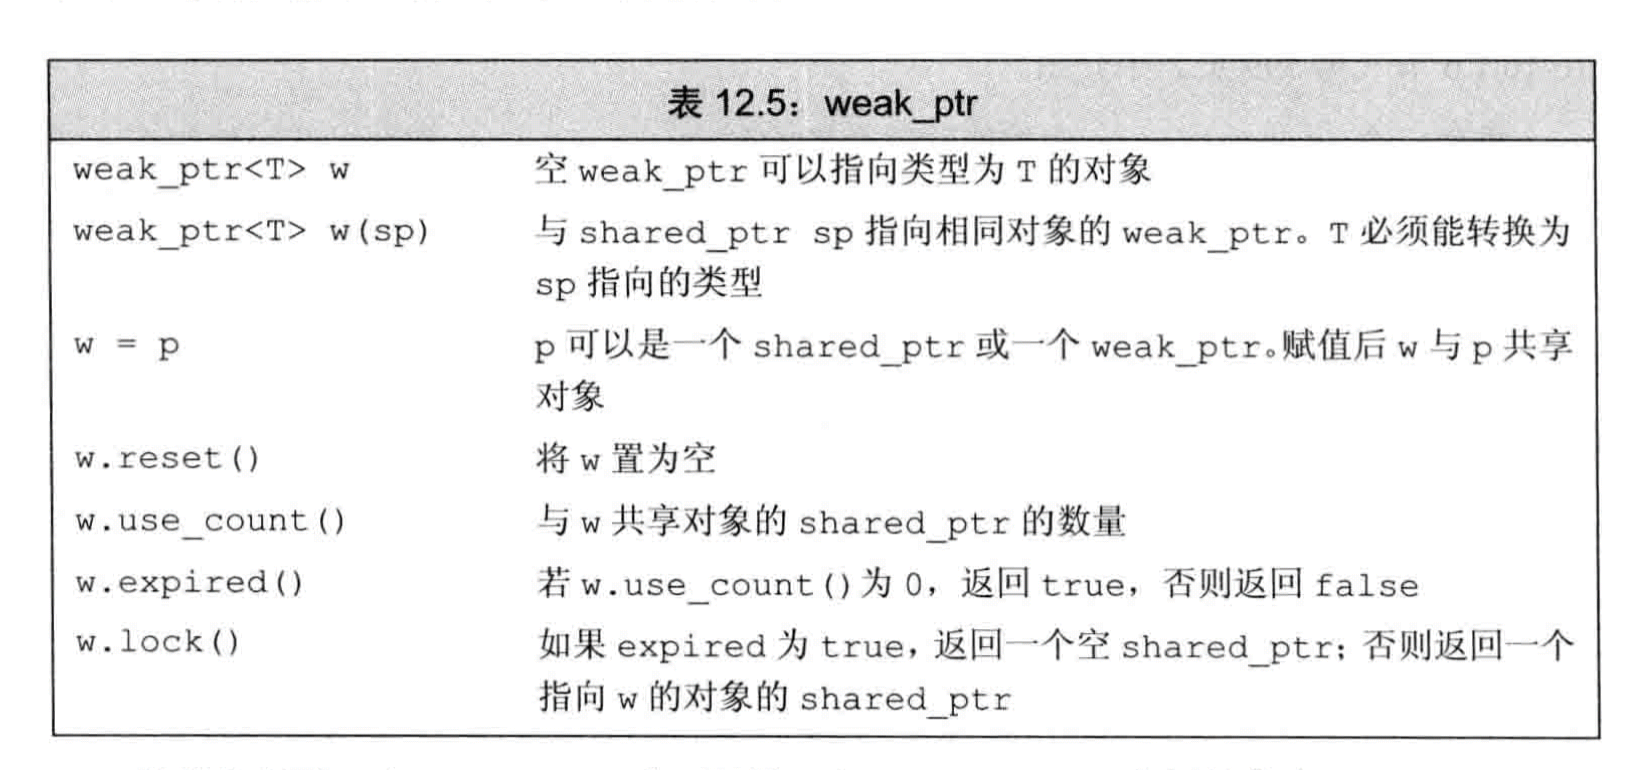 表 12.5：weak_ptr
weak_ptr<T> w 空 weak_ptr 可以指向类型为 T 的对象
weak_ptr<T> w(sp) 与 shared_ptr sp 指向相同对象的 weak_ptr。T 必须能转换为
sp 指向的类型
w = p p 可以是一个 shared_ptr 或一个 weak_ptr。赋值后 w 与 p 共享
对象
w.reset() 将 w 置为空
w.use_count() 与 w 共享对象的 shared_ptr 的数量
w.expired() 若 w.use_count() 为 0，返回 true，否则返回 false
w.lock() 如果 expired 为 true，返回一个空 shared_ptr；否则返回一个
指向 w 的对象的 shared_ptr